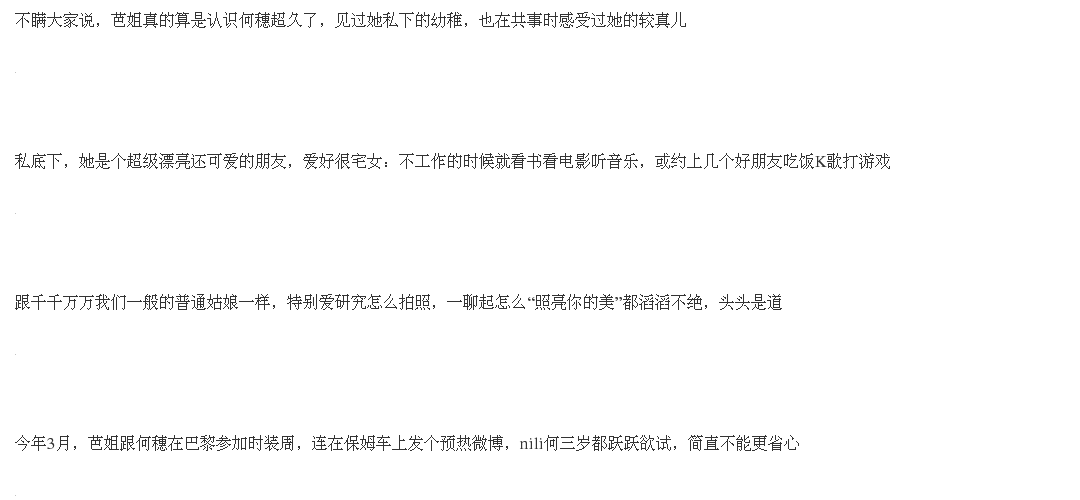 不瞒大家说，芭姐真的算是认识何穗超久了，见过她私下的幼稚，也在共事时感受过她的较真儿
私底下，她是个超级漂亮还可爱的朋友，爱好很宅女：不工作的时候就看书看电影听音乐，或约上几个好朋友吃饭K歌打游戏
跟千千万万我们一般的普通姑娘一样，特别爱研究怎么拍照，一聊起怎么“照亮你的美”都滔滔不绝，头头是道
今年3月，芭姐跟何穗在巴黎参加时装周，连在保姆车上发个预热微博，nili何三岁都跃跃欲试，简直不能更省心